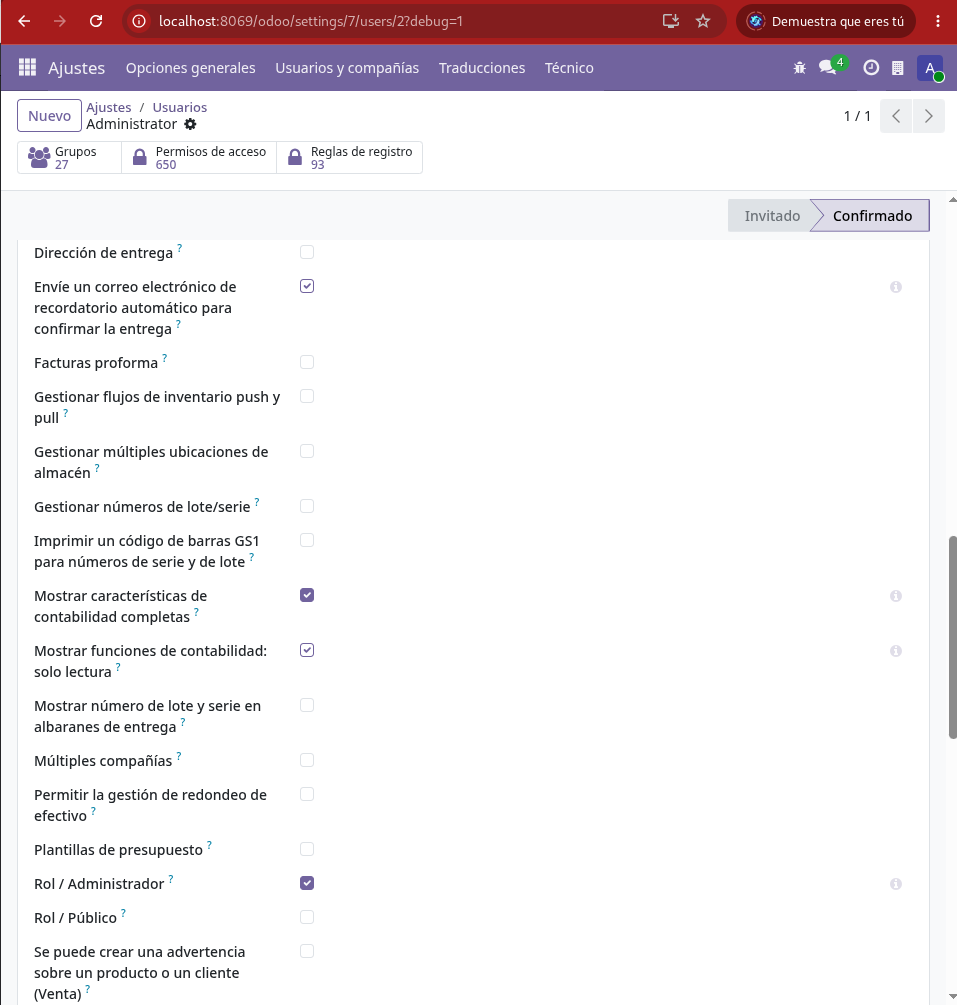 localhost:8069/odoo/settings/7/users/2?debug=1
Demuestra que eres tú
Ajustes Opciones generales Usuarios y compañías Traducciones Técnico 4 A
Nuevo
Ajustes / Usuarios
Administrator
1 / 1
Grupos
27
Permisos de acceso
650
Reglas de registro
93
Invitado Confirmado
Dirección de entrega ?
Envíe un correo electrónico de
recordatorio automático para
confirmar la entrega ?
Facturas proforma ?
Gestionar flujos de inventario push y
pull ?
Gestionar múltiples ubicaciones de
almacén ?
Gestionar números de lote/serie ?
Imprimir un código de barras GS1
para números de serie y de lote ?
Mostrar características de
contabilidad completas ?
Mostrar funciones de contabilidad:
solo lectura ?
Mostrar número de lote y serie en
albaranes de entrega ?
Múltiples compañías ?
Permitir la gestión de redondeo de
efectivo ?
Plantillas de presupuesto ?
Rol / Administrador ?
Rol / Público ?
Se puede crear una advertencia
sobre un producto o un cliente
(Venta) ?